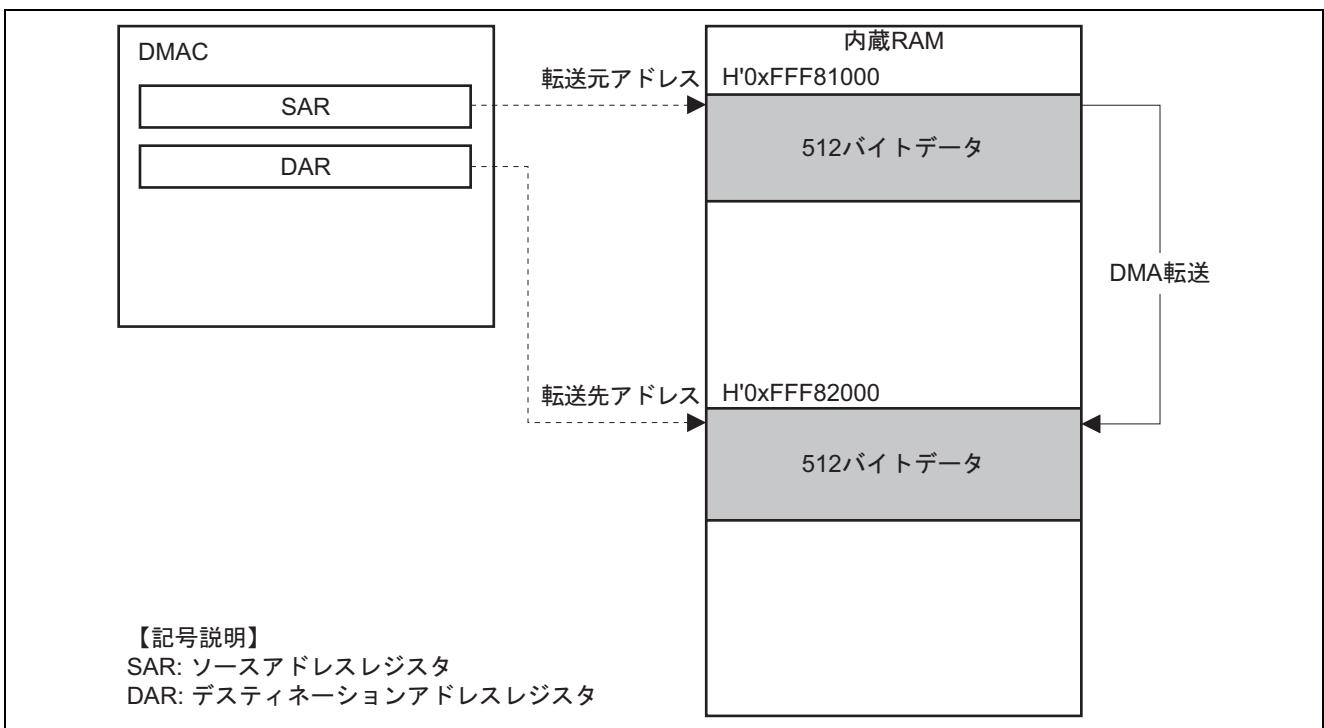 DMAC
SAR
DAR
転送元アドレス
転送先アドレス
内蔵RAM
H'0xFFF81000
512バイトデータ
H'0xFFF82000
512バイトデータ
DMA転送
【記号説明】
SAR: ソースアドレスレジスタ
DAR: デスティネーションアドレスレジスタ